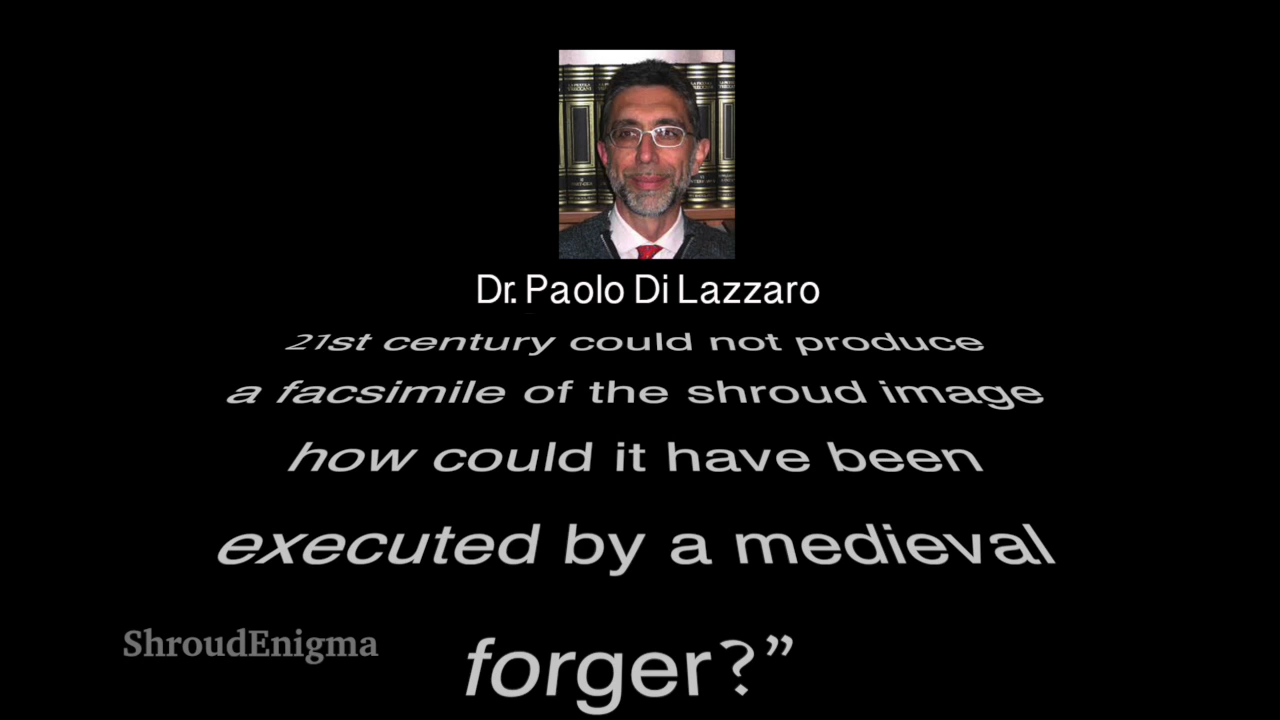 Dr. Paolo Di Lazzaro
21st century could not produce
a facsimile of the shroud image
how could it have been
executed by a medieval
forger?”
ShroudEnigma